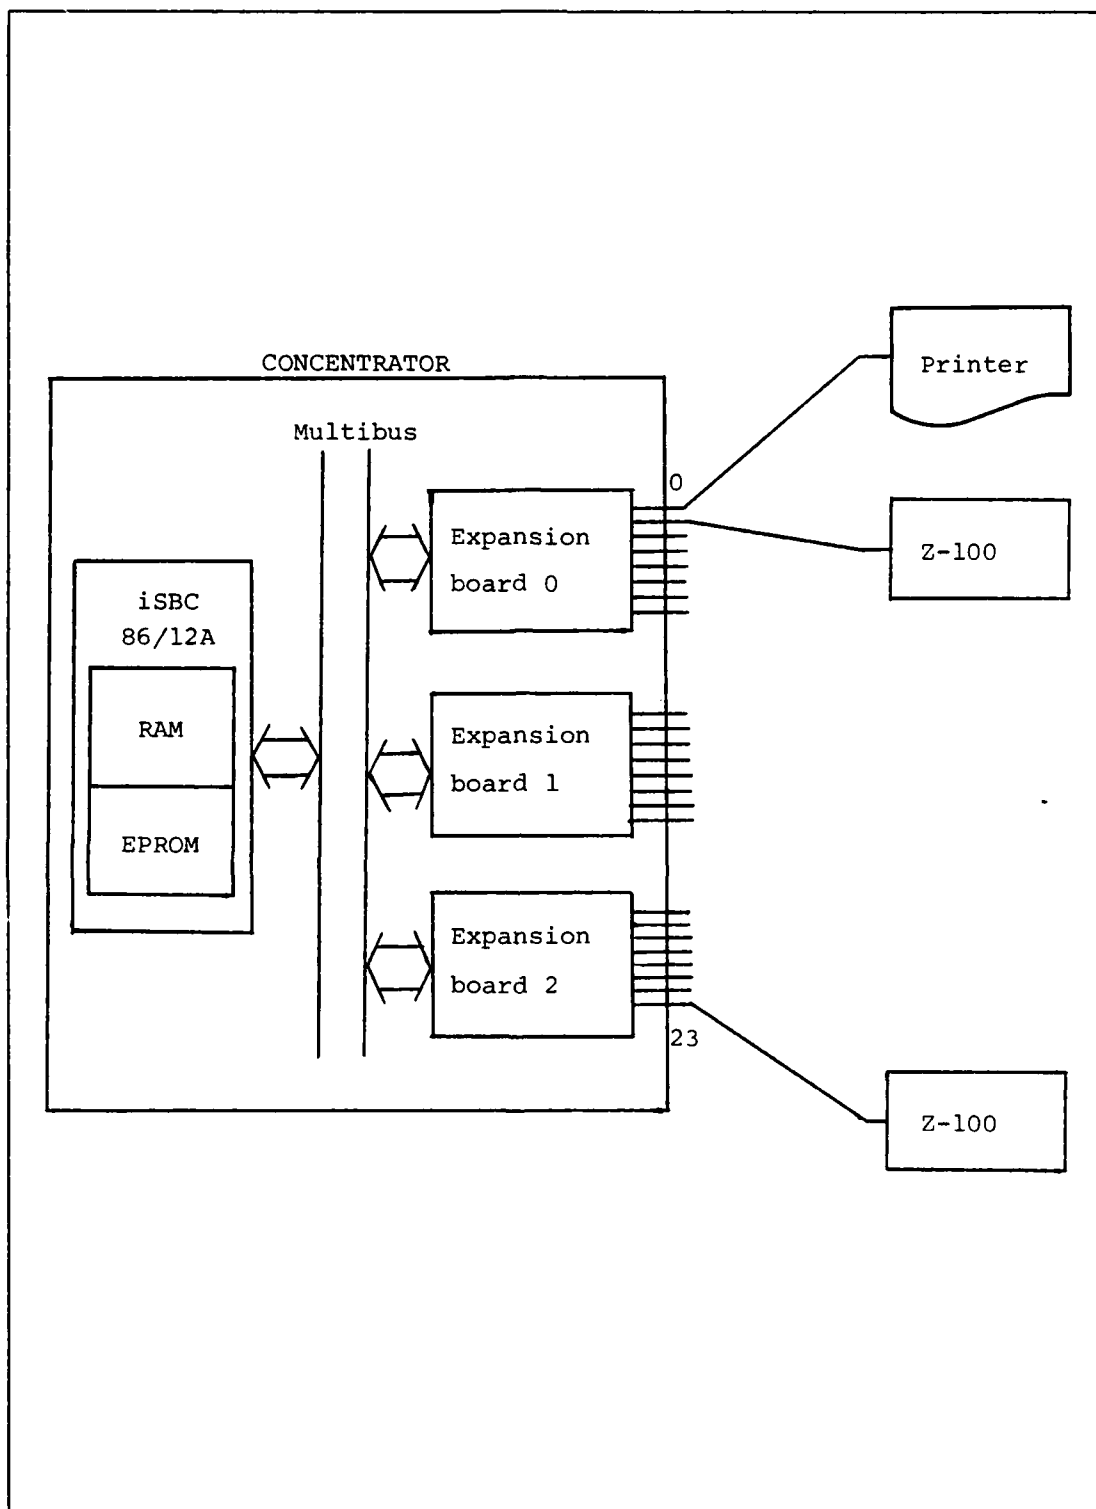 CONCENTRATOR
Multibus
iSBC
86/12A
RAM
EPROM
Expansion
board 0
Expansion
board 1
Expansion
board 2
0
23
Printer
Z-100
Z-100